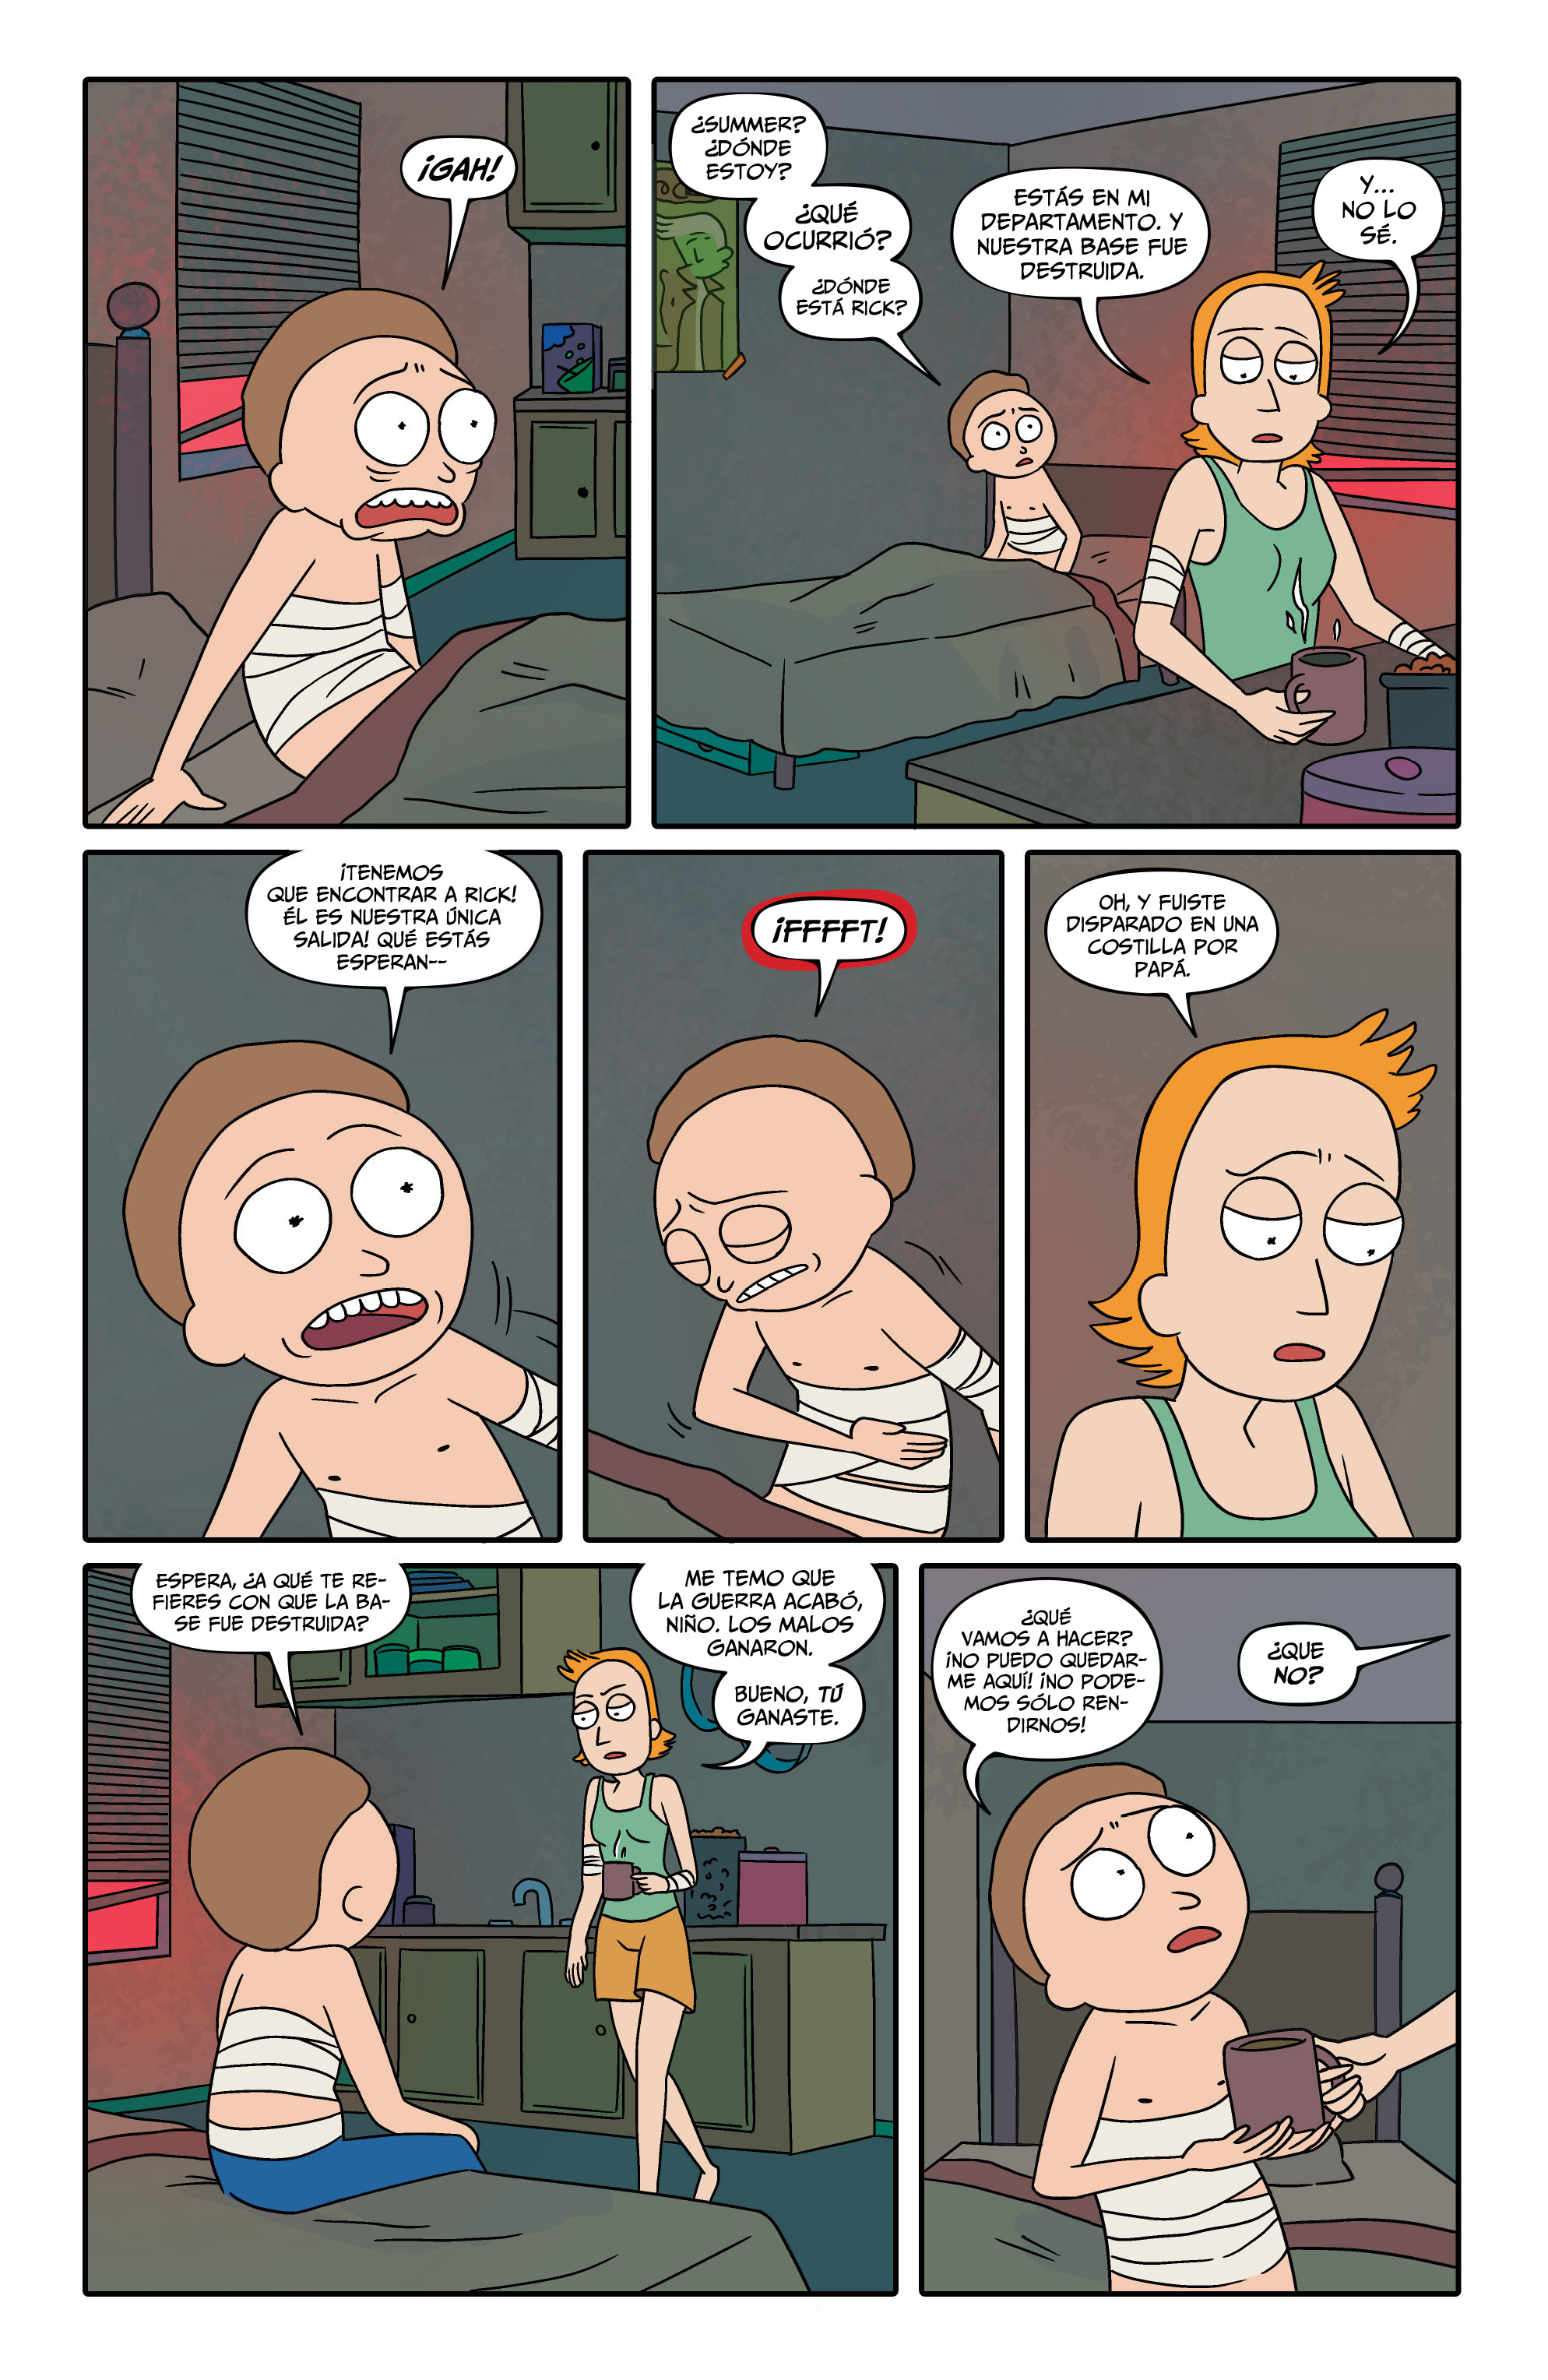 ¡GAH!
¿SUMMER?
¿DÓNDE
ESTOY?
¿QUÉ
OCURRIÓ?
¿DÓNDE
ESTÁ RICK?
ESTÁS EN MI
DEPARTAMENTO. Y
NUESTRA BASE FUE
DESTRUIDA.
Y...
NO LO
SÉ.
¡TENEMOS
QUE ENCONTRAR A RICK!
ÉL ES NUESTRA ÚNICA
SALIDA! QUÉ ESTÁS
ESPERAN--
¡FFFFT!
OH, Y FUISTE
DISPARADO EN UNA
COSTILLA POR
PAPÁ.
ESPERA, ¿A QUÉ TE RE-
FIERES CON QUE LA BA-
SE FUE DESTRUIDA?
ME TEMO QUE
LA GUERRA ACABÓ,
NIÑO. LOS MALOS
GANARON.
BUENO, TÚ
GANASTE.
¿QUÉ
VAMOS A HACER?
¡NO PUEDO QUEDAR-
ME AQUÍ! ¡NO PODE-
MOS SÓLO REN-
DIRNOS!
¿QUE
NO?